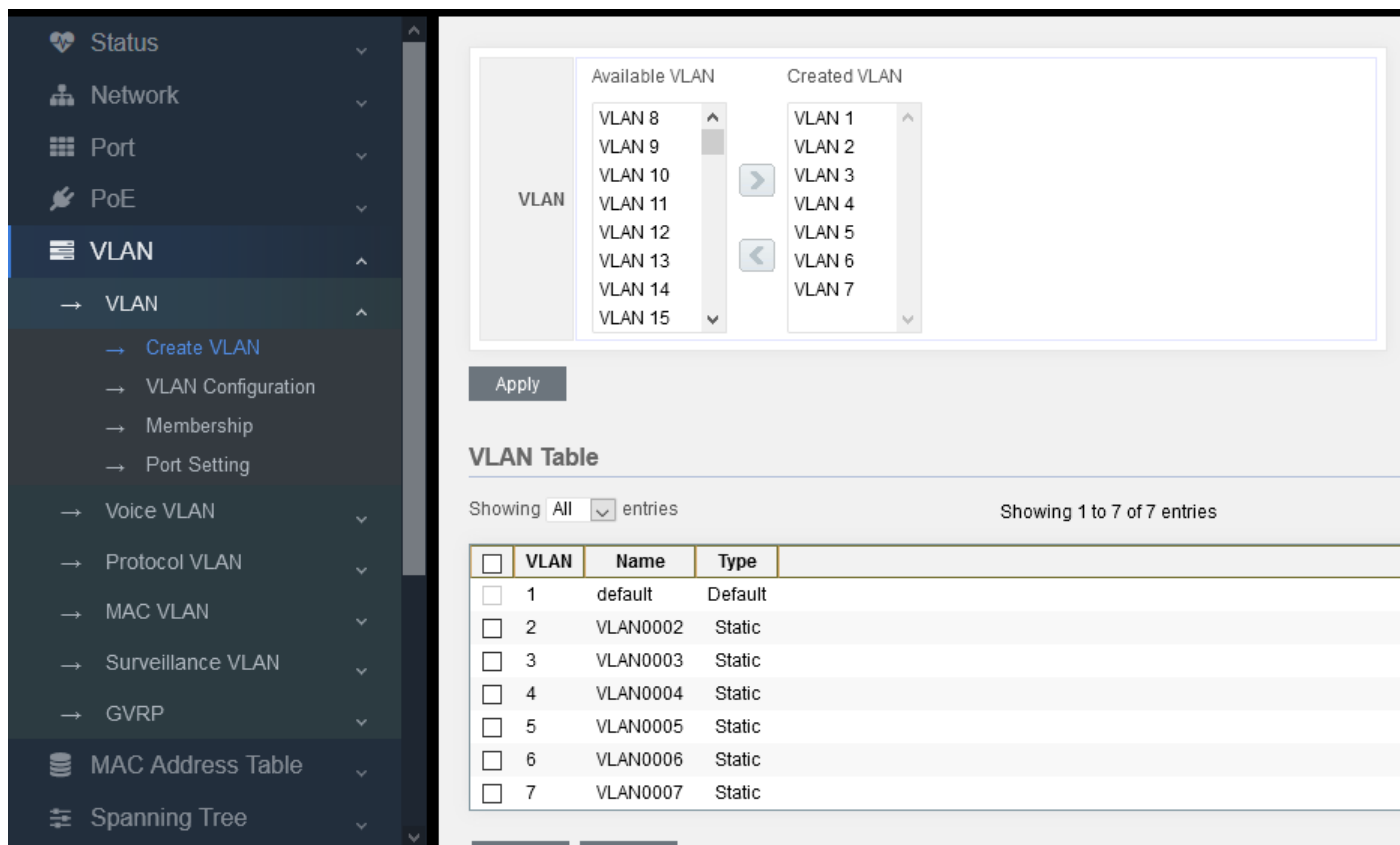 Status
Network
Port
PoE
VLAN
VLAN
Create VLAN
VLAN Configuration
Membership
Port Setting
Voice VLAN
Protocol VLAN
MAC VLAN
Surveillance VLAN
GVRP
MAC Address Table
Spanning Tree
VLAN
Available VLAN
VLAN 8
VLAN 9
VLAN 10
VLAN 11
VLAN 12
VLAN 13
VLAN 14
VLAN 15
Created VLAN
VLAN 1
VLAN 2
VLAN 3
VLAN 4
VLAN 5
VLAN 6
VLAN 7
Apply
VLAN Table
Showing All entries
Showing 1 to 7 of 7 entries
VLAN Name Type
1 default Default
2 VLAN0002 Static
3 VLAN0003 Static
4 VLAN0004 Static
5 VLAN0005 Static
6 VLAN0006 Static
7 VLAN0007 Static